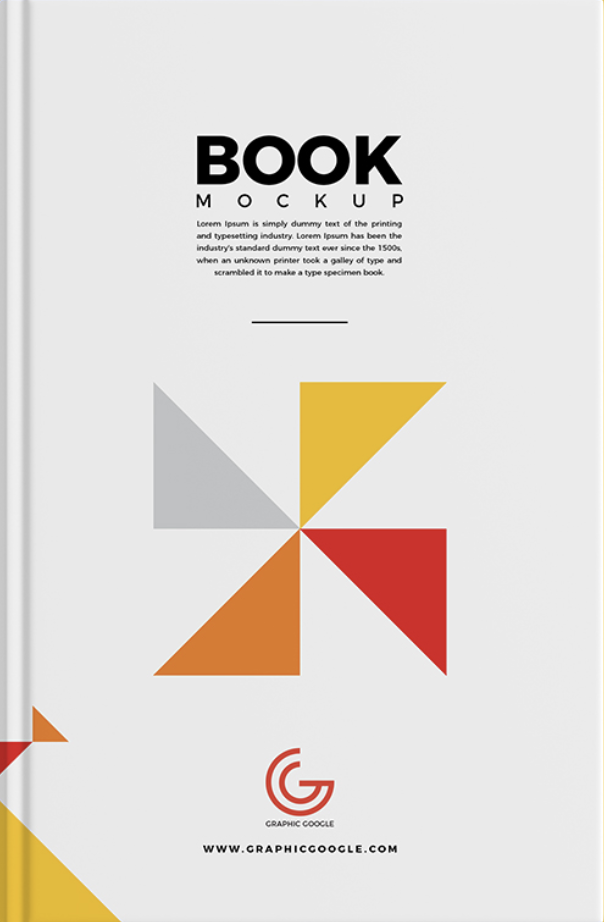 BOOK
MOCKUP
Lorem Ipsum is simply dummy text of the printing
and typesetting industry. Lorem Ipsum has been the
industry's standard dummy text ever since the 1500s,
when an unknown printer took a galley of type and
scrambled it to make a type specimen book.
GRAPHIC GOOGLE
WWW.GRAPHICGOOGLE.COM